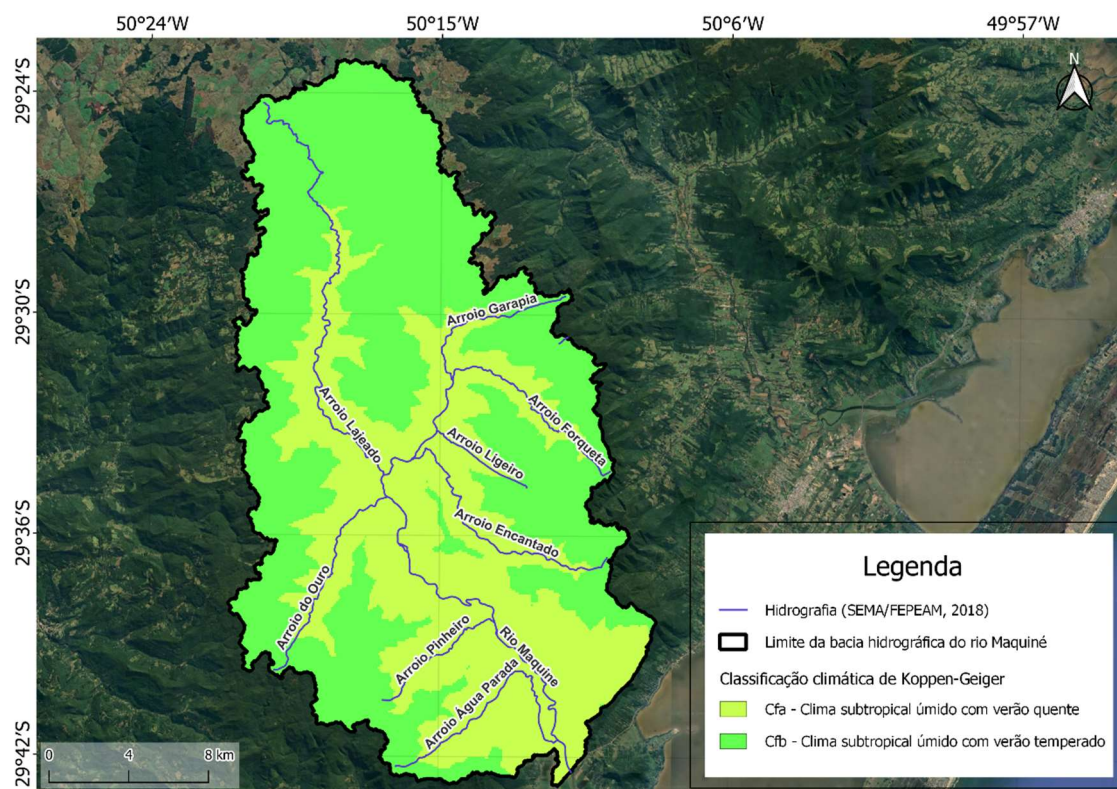 50°24′W
50°15′W
50°6′W
49°57′W
N
29°24′S
29°30′S
29°36′S
29°42′S
Arroio Garapia
Arroio Forqueta
Arroio Lajeado
Arroio Ligeiro
Arroio Encantado
Arroio do Ouro
Arroio Pinheiro
Rio Maquine
Arroio Água Parada
0 4 8 km
Legenda
Hidrografia (SEMA/FEPEAM, 2018)
Limite da bacia hidrográfica do rio Maquiné
Classificação climática de Koppen-Geiger
Cfa - Clima subtropical úmido com verão quente
Cfb - Clima subtropical úmido com verão temperado